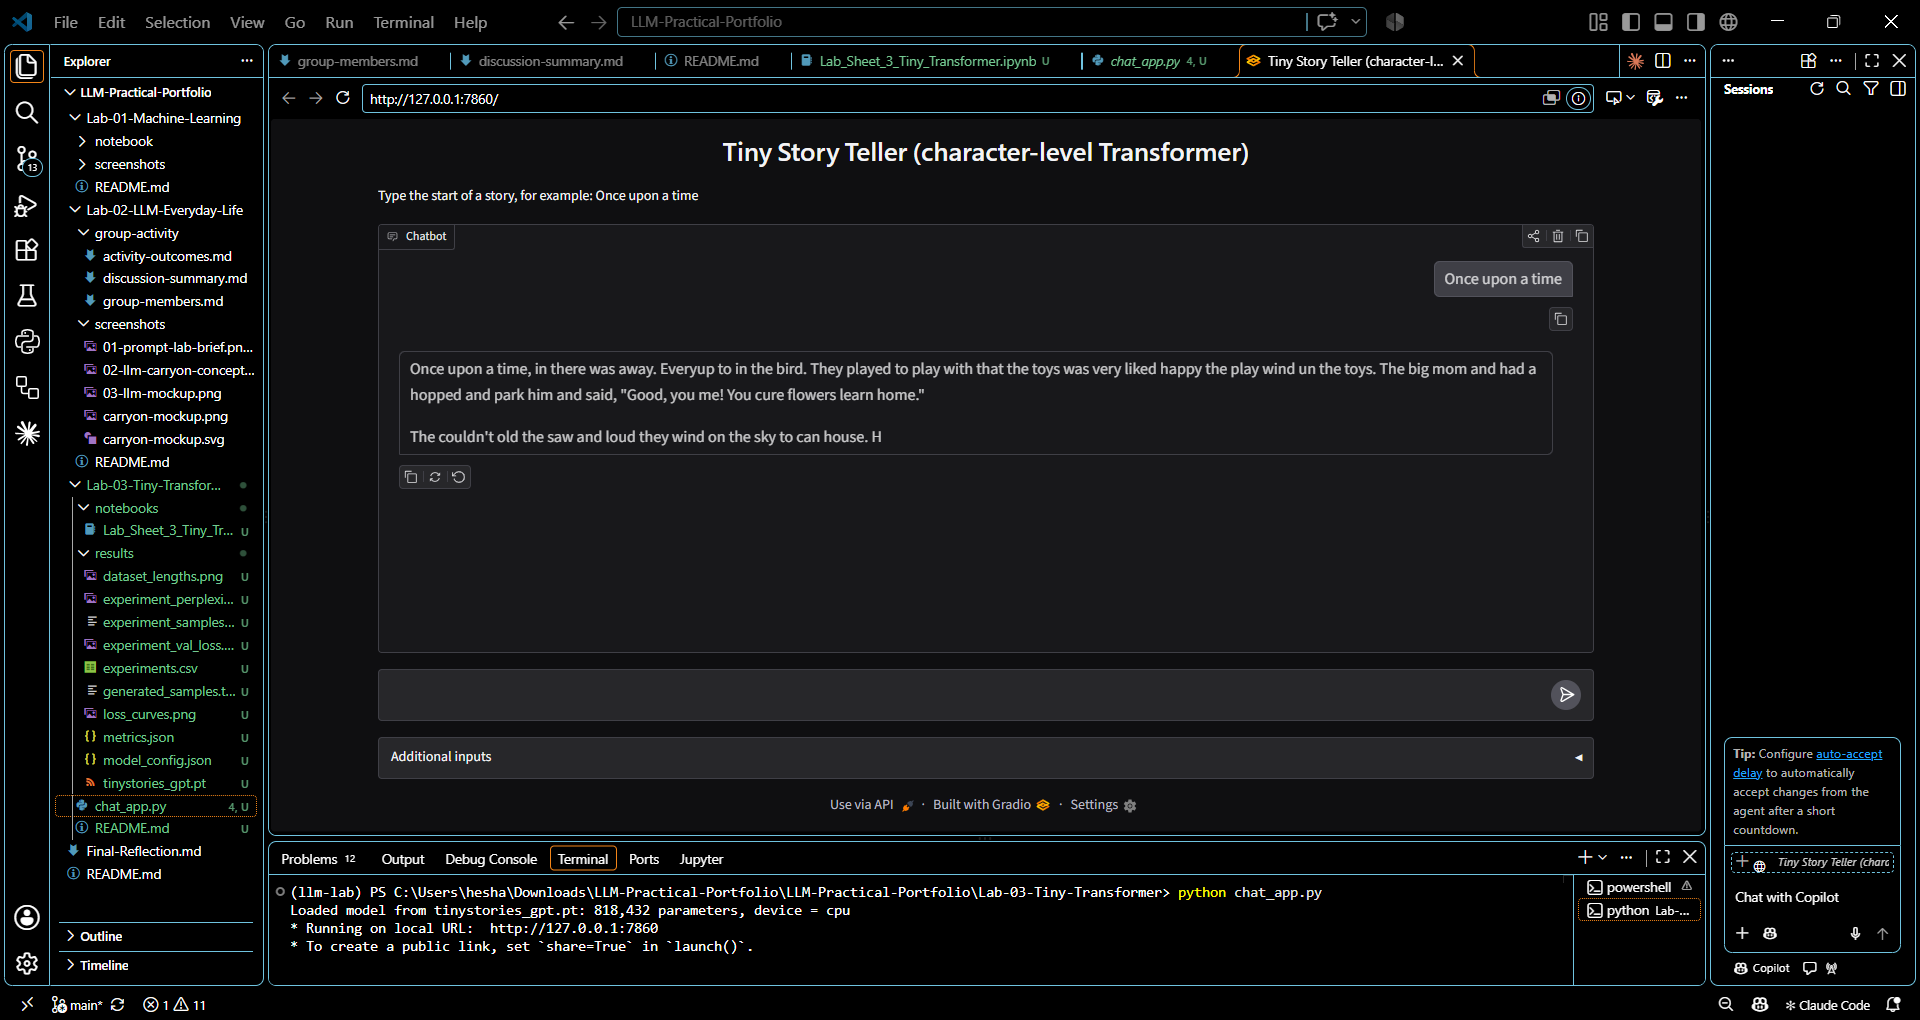 File Edit Selection View Go Run Terminal Help
LLM-Practical-Portfolio
Explorer
LLM-Practical-Portfolio
Lab-01-Machine-Learning
notebook
screenshots
README.md
Lab-02-LLM-Everyday-Life
group-activity
activity-outcomes.md
discussion-summary.md
group-members.md
screenshots
01-prompt-lab-brief.pn...
02-llm-carryon-concept...
03-llm-mockup.png
carryon-mockup.png
carryon-mockup.svg
README.md
Lab-03-Tiny-Transfor...
notebooks
Lab_Sheet_3_Tiny_Tr... U
results
dataset_lengths.png U
experiment_perplexi... U
experiment_samples... U
experiment_val_loss.... U
experiments.csv U
generated_samples.t... U
loss_curves.png U
metrics.json U
model_config.json U
tinystories_gpt.pt U
chat_app.py 4, U
README.md U
Final-Reflection.md
README.md
Outline
Timeline
13
group-members.md
discussion-summary.md
README.md
Lab_Sheet_3_Tiny_Transformer.ipynb U
chat_app.py 4, U
Tiny Story Teller (character-l...
http://127.0.0.1:7860/
Tiny Story Teller (character-level Transformer)
Type the start of a story, for example: Once upon a time
Chatbot
Once upon a time
Once upon a time, in there was away. Everyup to in the bird. They played to play with that the toys was very liked happy the play wind un the toys. The big mom and had a
hopped and park him and said, "Good, you me! You cure flowers learn home."
The couldn't old the saw and loud they wind on the sky to can house. H
Additional inputs
Use via API · Built with Gradio · Settings
Problems 12 Output Debug Console Terminal Ports Jupyter
(llm-lab) PS C:\Users\hesha\Downloads\LLM-Practical-Portfolio\LLM-Practical-Portfolio\Lab-03-Tiny-Transformer> python chat_app.py
Loaded model from tinystories_gpt.pt: 818,432 parameters, device = cpu
* Running on local URL:  http://127.0.0.1:7860
* To create a public link, set `share=True` in `launch()`.
powershell
python Lab-...
Sessions
Tip: Configure auto-accept
delay to automatically
accept changes from the
agent after a short
countdown.
Tiny Story Teller (charac
Chat with Copilot
Copilot
main* 1 11
Claude Code